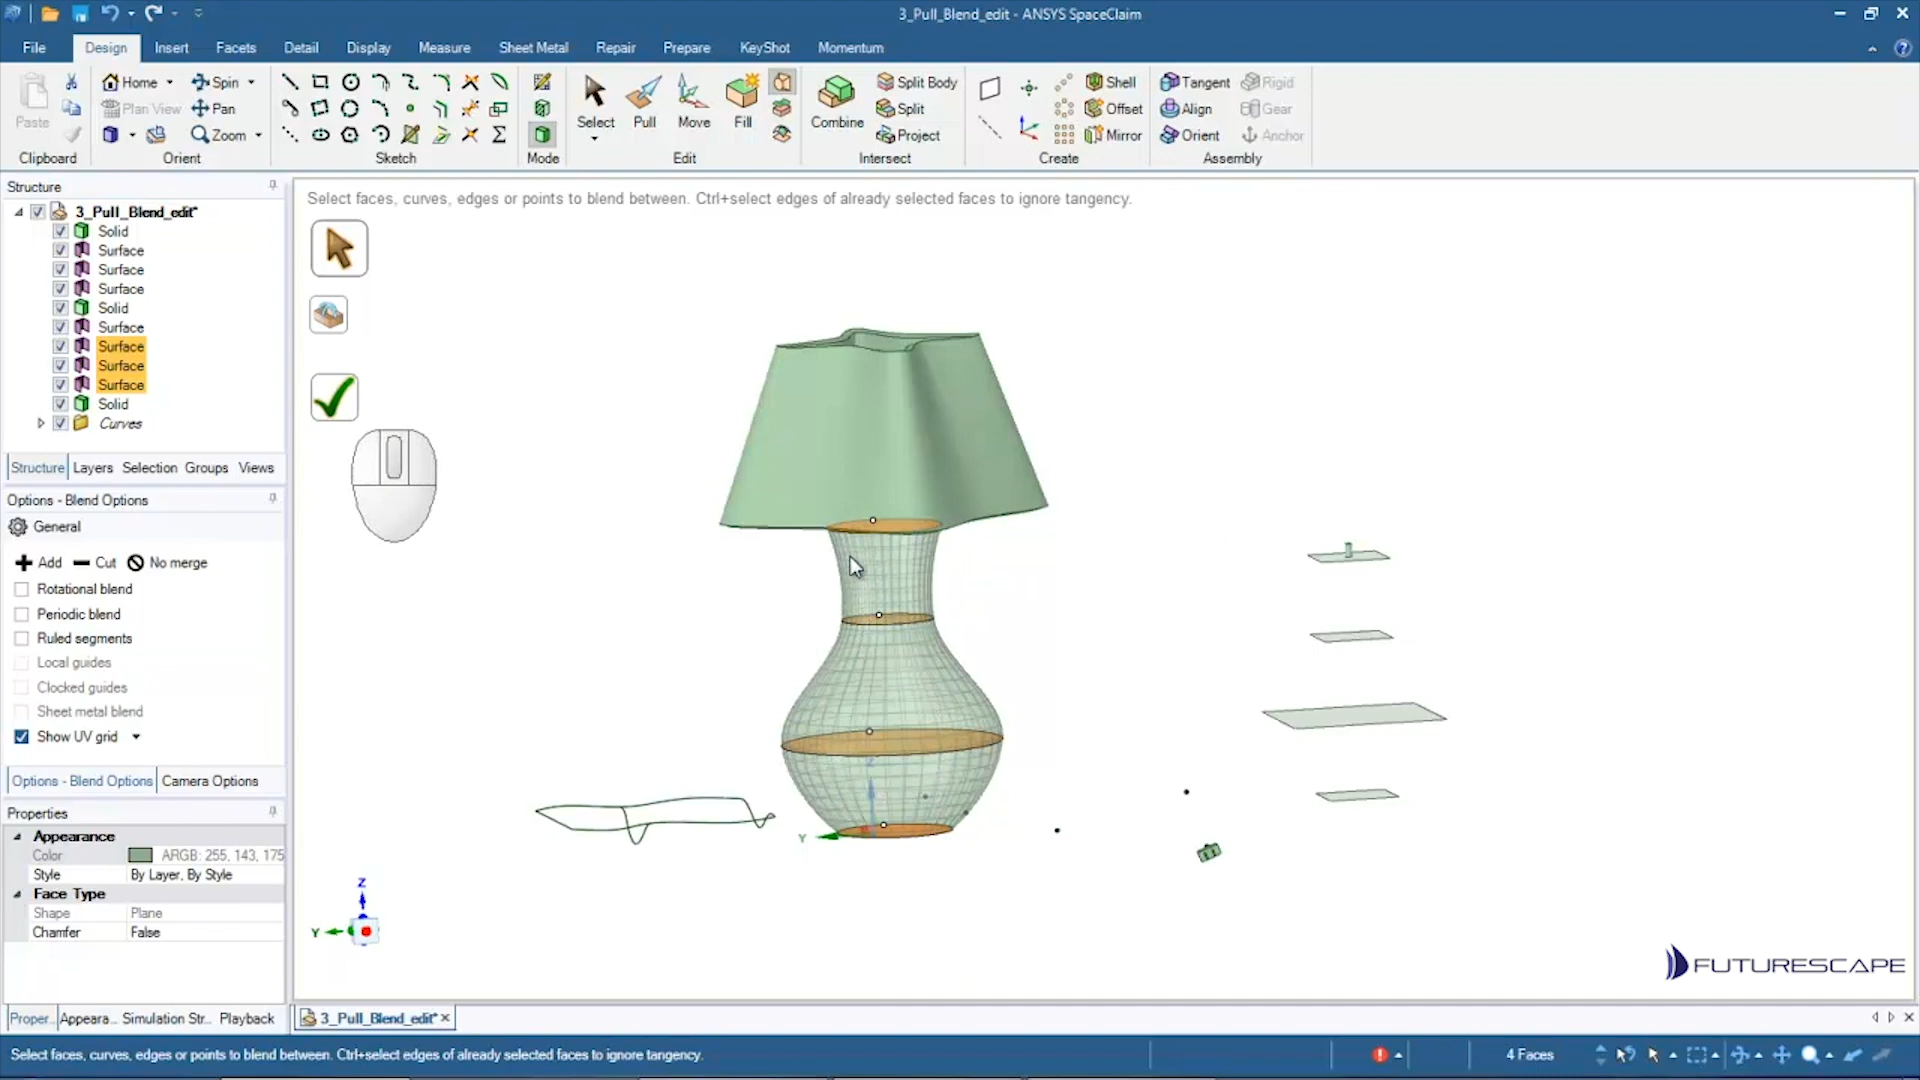 3_Pull_Blend_edit - ANSYS SpaceClaim
File Design Insert Facets Detail Display Measure Sheet Metal Repair Prepare KeyShot Momentum
Paste
Clipboard
Home Spin
Plan View Pan
Zoom
Orient
Sketch
Mode
Select Pull Move Fill
Edit
Combine
Split Body
Split
Project
Intersect
Shell
Offset
Mirror
Create
Tangent Rigid
Align Gear
Orient Anchor
Assembly
Structure
3_Pull_Blend_edit*
Solid
Surface
Surface
Surface
Solid
Surface
Surface
Surface
Surface
Solid
Curves
Structure Layers Selection Groups Views
Options - Blend Options
General
Add Cut No merge
Rotational blend
Periodic blend
Ruled segments
Local guides
Clocked guides
Sheet metal blend
Show UV grid
Options - Blend Options Camera Options
Properties
Appearance
Color ARGB: 255, 143, 175
Style By Layer, By Style
Face Type
Shape Plane
Chamfer False
Proper... Appeara... Simulation Str... Playback
Select faces, curves, edges or points to blend between. Ctrl+select edges of already selected faces to ignore tangency.
Z
Y
Z
Y
FUTURESCAPE
3_Pull_Blend_edit*
Select faces, curves, edges or points to blend between. Ctrl+select edges of already selected faces to ignore tangency.
4 Faces